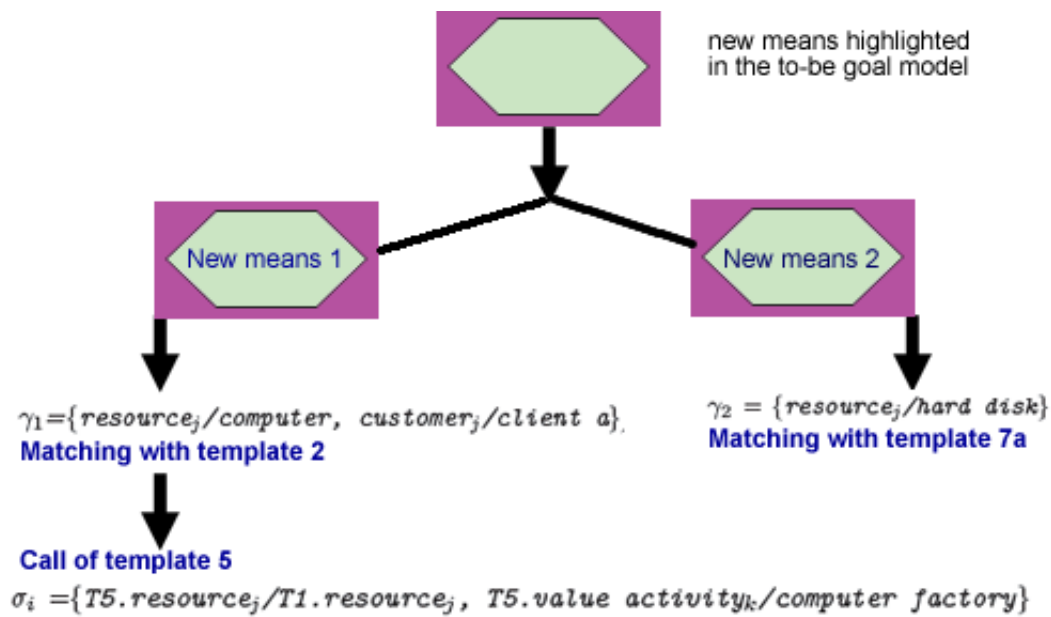 new means highlighted
in the to-be goal model
New means 1
New means 2
γ₁={resourceⱼ/computer, customerⱼ/client a},
Matching with template 2
γ₂ = {resourceⱼ/hard disk}
Matching with template 7a
Call of template 5
σᵢ ={T5.resourceⱼ/T1.resourceⱼ, T5.value activityₖ/computer factory}